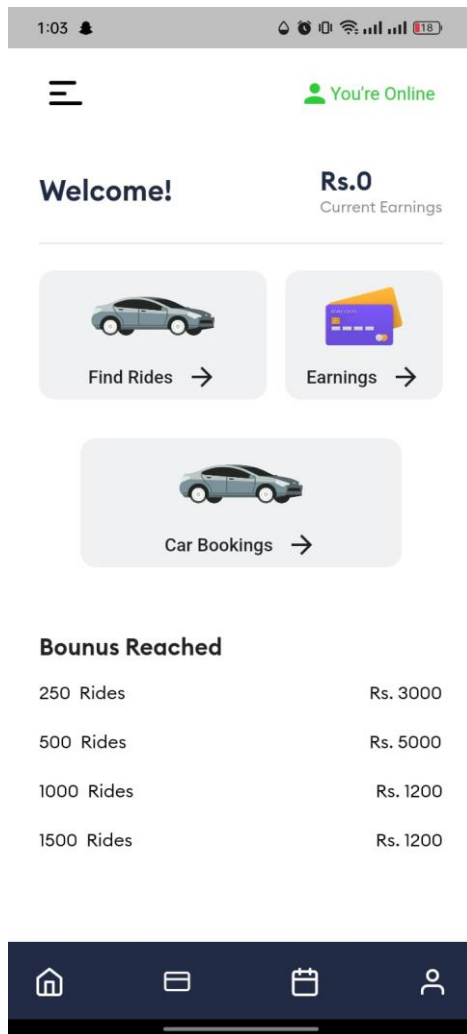 1:03
18
You're Online
Welcome!
Rs.0
Current Earnings
Find Rides
Earnings
Car Bookings
Bounus Reached
250 Rides Rs. 3000
500 Rides Rs. 5000
1000 Rides Rs. 1200
1500 Rides Rs. 1200